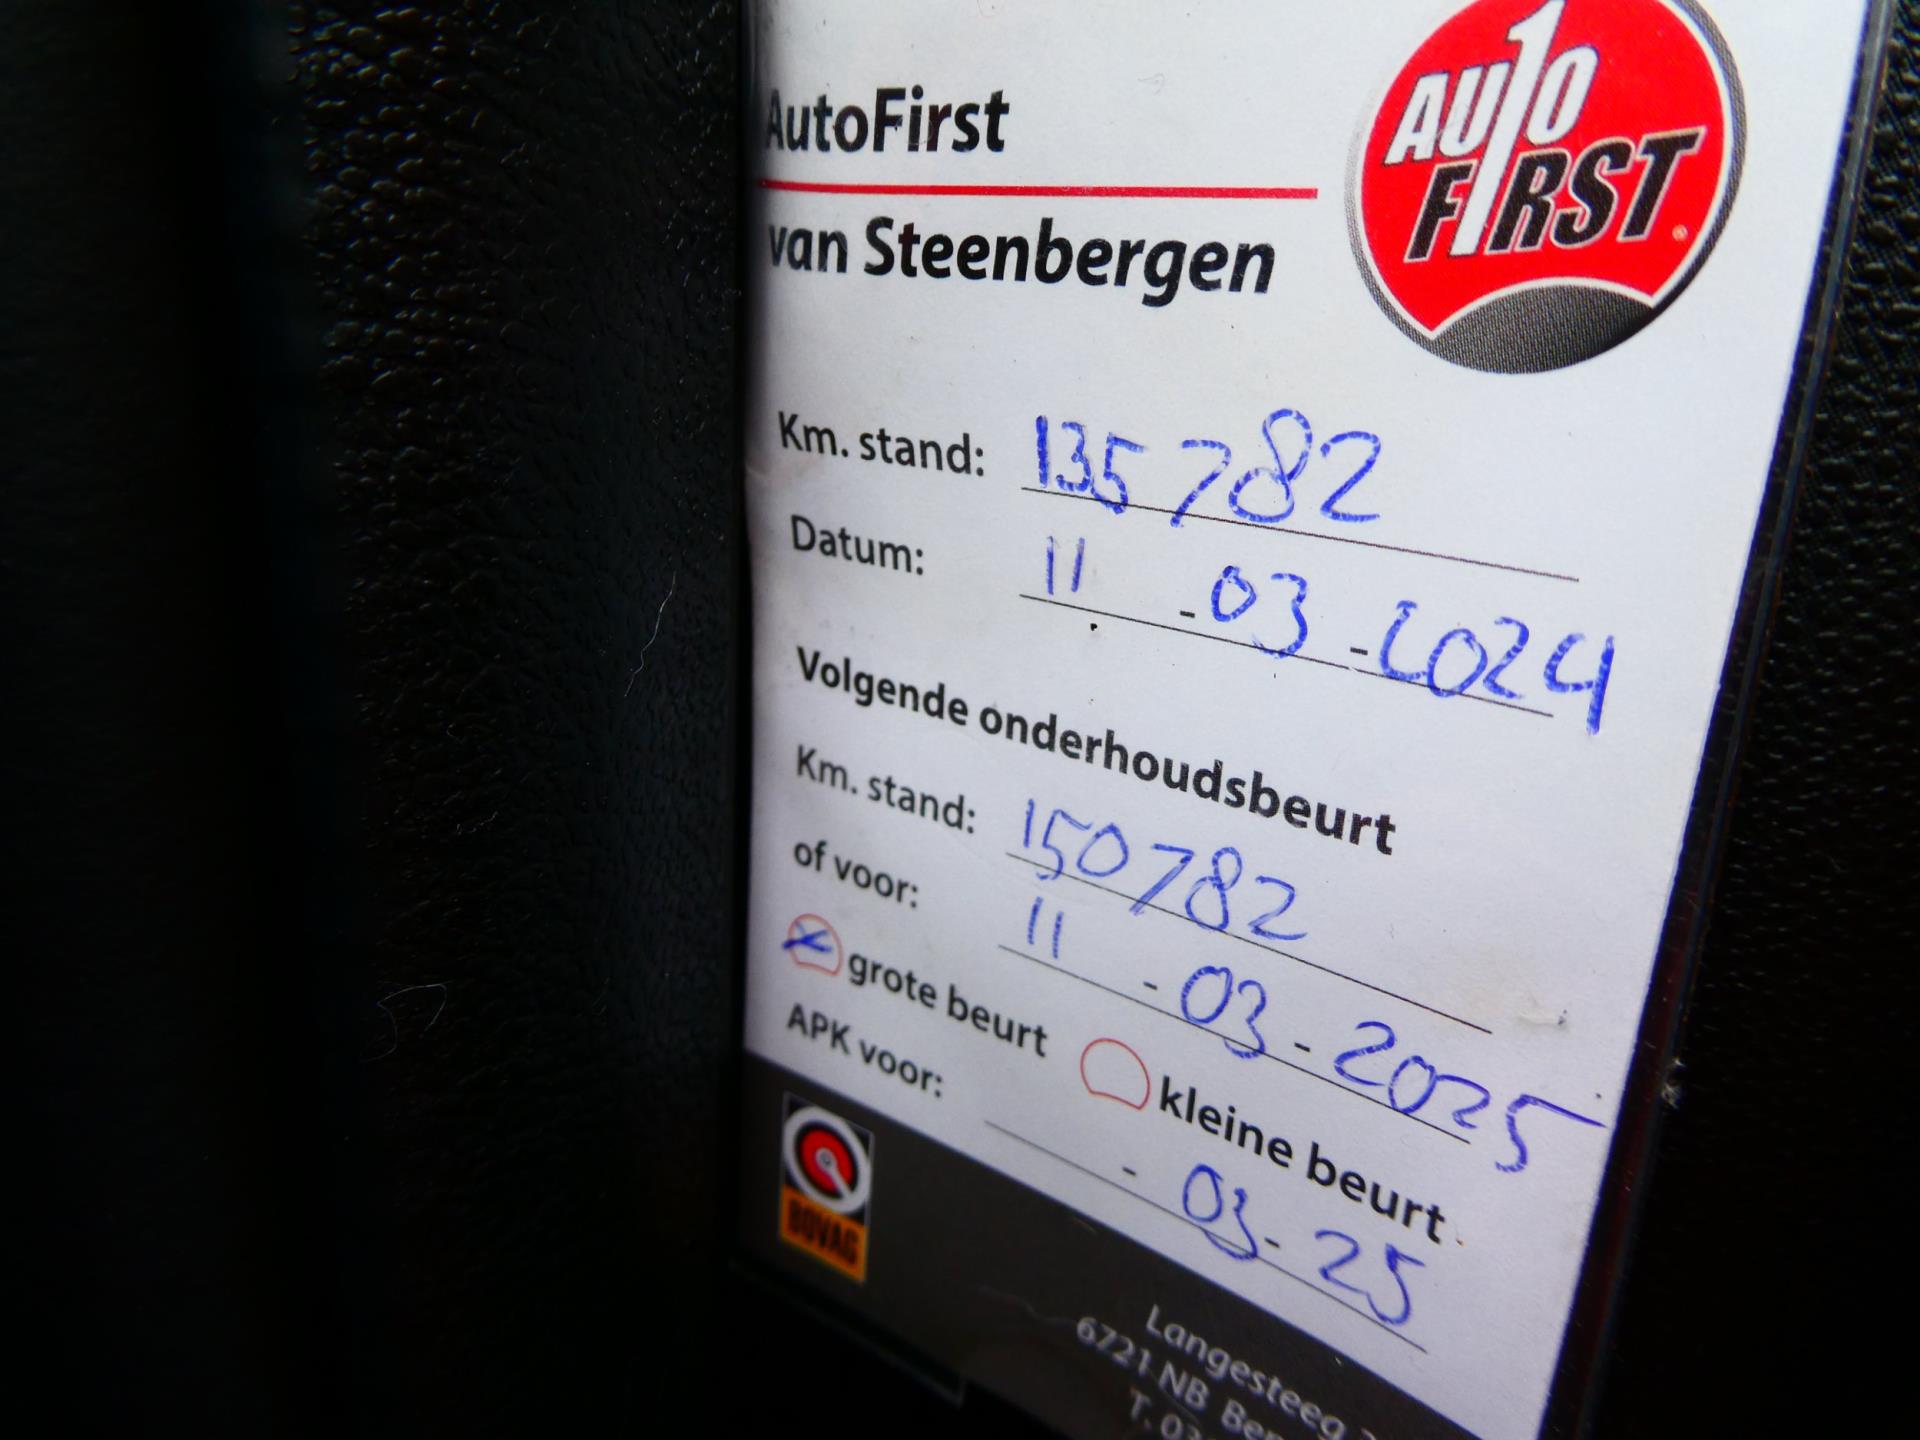 AutoFirst
van Steenbergen
AUTO
FIRST
Km. stand: 135782
Datum: 11 - 03 - 2024
Volgende onderhoudsbeurt
Km. stand: 150782
of voor: 11 - 03 - 2025
grote beurt kleine beurt
APK voor: - 03 - 25
BOVAG
Langesteeg
6721 NB
T.